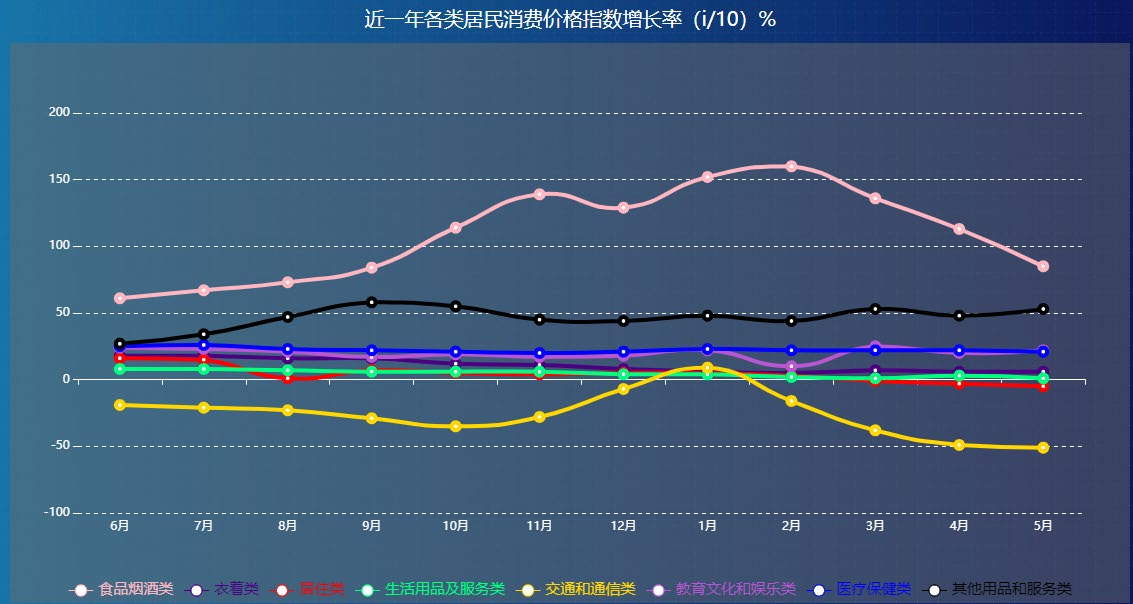 近一年各类居民消费价格指数增长率（i/10）%
200
150
100
50
0
-50
-100
6月 7月 8月 9月 10月 11月 12月 1月 2月 3月 4月 5月
食品烟酒类 衣着类 居住类 生活用品及服务类 交通和通信类 教育文化和娱乐类 医疗保健类 其他用品和服务类